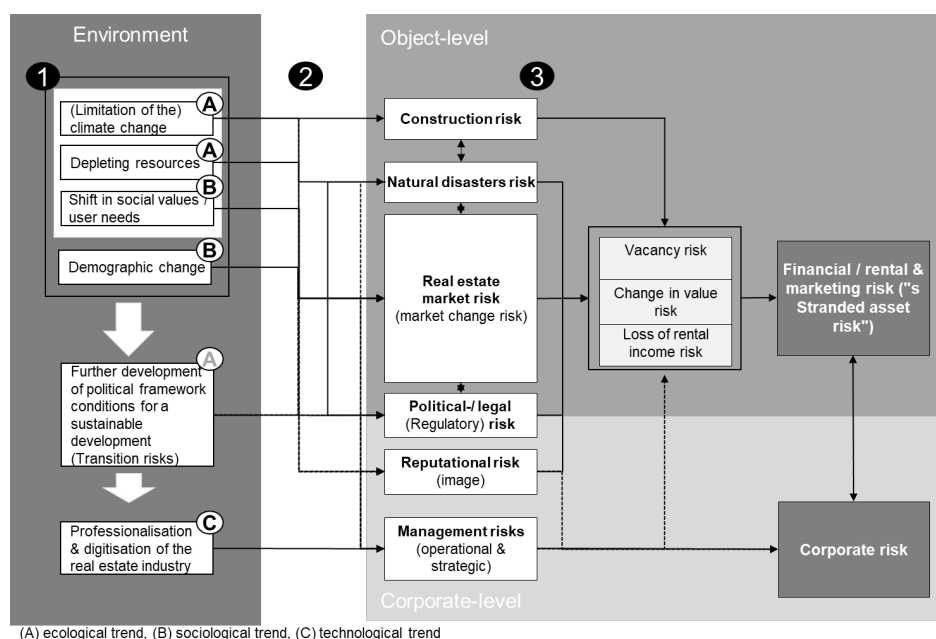 Environment
Object-level
1
2
3
(Limitation of the)
climate change
A
Depleting resources
A
Shift in social values /
user needs
B
Demographic change
B
Further development
of political framework
conditions for a
sustainable
development
(Transition risks)
A
Professionalisation
& digitisation of the
real estate industry
C
Construction risk
Natural disasters risk
Real estate
market risk
(market change risk)
Political-/ legal
(Regulatory) risk
Reputational risk
(image)
Management risks
(operational &
strategic)
Vacancy risk
Change in value
risk
Loss of rental
income risk
Financial / rental &
marketing risk ("s
Stranded asset
risk")
Corporate risk
Corporate-level
(A) ecological trend, (B) sociological trend, (C) technological trend